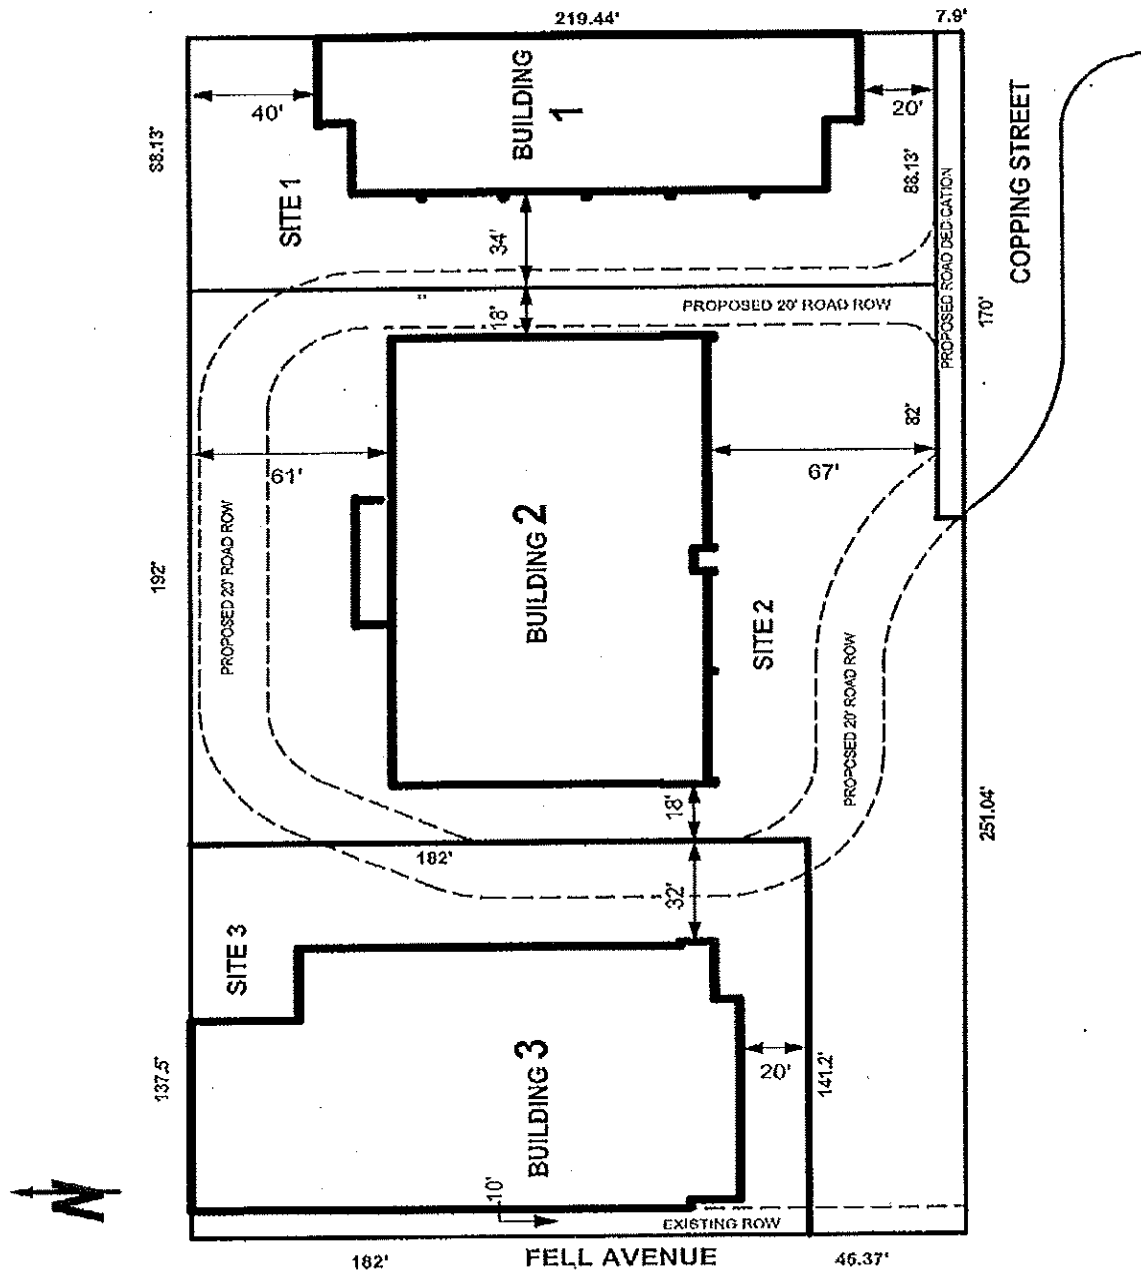 219.44'
7.9'
BUILDING 1
40'
20'
88.13'
88.13'
SITE 1
34'
COPPING STREET
PROPOSED ROAD DEDICATION
PROPOSED 20' ROAD ROW
18'
170'
82'
61'
67'
PROPOSED 20' ROAD ROW
192'
BUILDING 2
SITE 2
PROPOSED 20' ROAD ROW
18'
251.04'
182'
32'
SITE 3
137.5'
BUILDING 3
20'
141.2'
N
10'
EXISTING ROW
182'
FELL AVENUE
46.37'